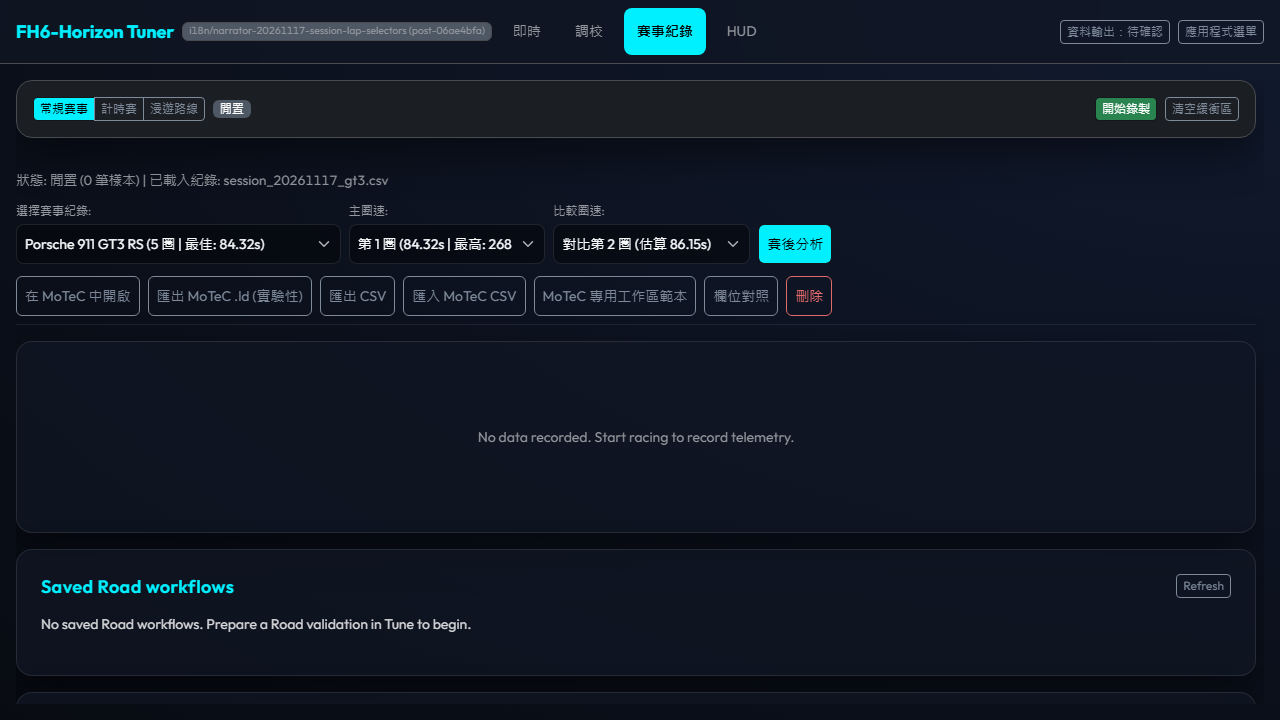 FH6-Horizon Tuner i18n/narrator-20261117-session-lap-selectors (post-06ae4bfa) 即時 調校 賽事紀錄 HUD 資料輸出：待確認 應用程式選單
常規賽事 計時賽 漫遊路線 閒置 開始錄製 清空緩衝區
狀態: 閒置 (0 筆樣本) | 已載入紀錄: session_20261117_gt3.csv
選擇賽事紀錄: 主圈速: 比較圈速:
Porsche 911 GT3 RS (5 圈 | 最佳: 84.32s) 第 1 圈 (84.32s | 最高: 268 對比第 2 圈 (估算 86.15s) 賽後分析
在 MoTeC 中開啟 匯出 MoTeC .ld (實驗性) 匯出 CSV 匯入 MoTeC CSV MoTeC 專用工作區範本 欄位對照 刪除
No data recorded. Start racing to record telemetry.
Saved Road workflows Refresh
No saved Road workflows. Prepare a Road validation in Tune to begin.